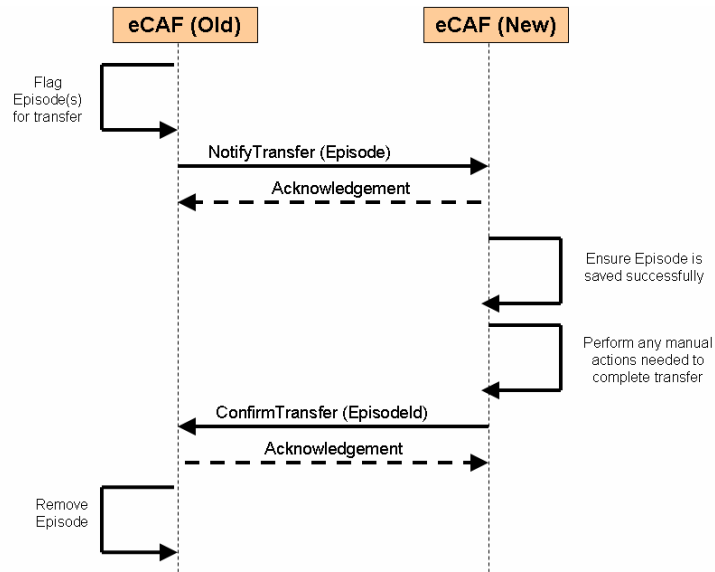 eCAF (Old)
eCAF (New)
Flag
Episode(s)
for transfer
NotifyTransfer (Episode)
Acknowledgement
Ensure Episode is
saved successfully
Perform any manual
actions needed to
complete transfer
ConfirmTransfer (EpisodeId)
Acknowledgement
Remove
Episode